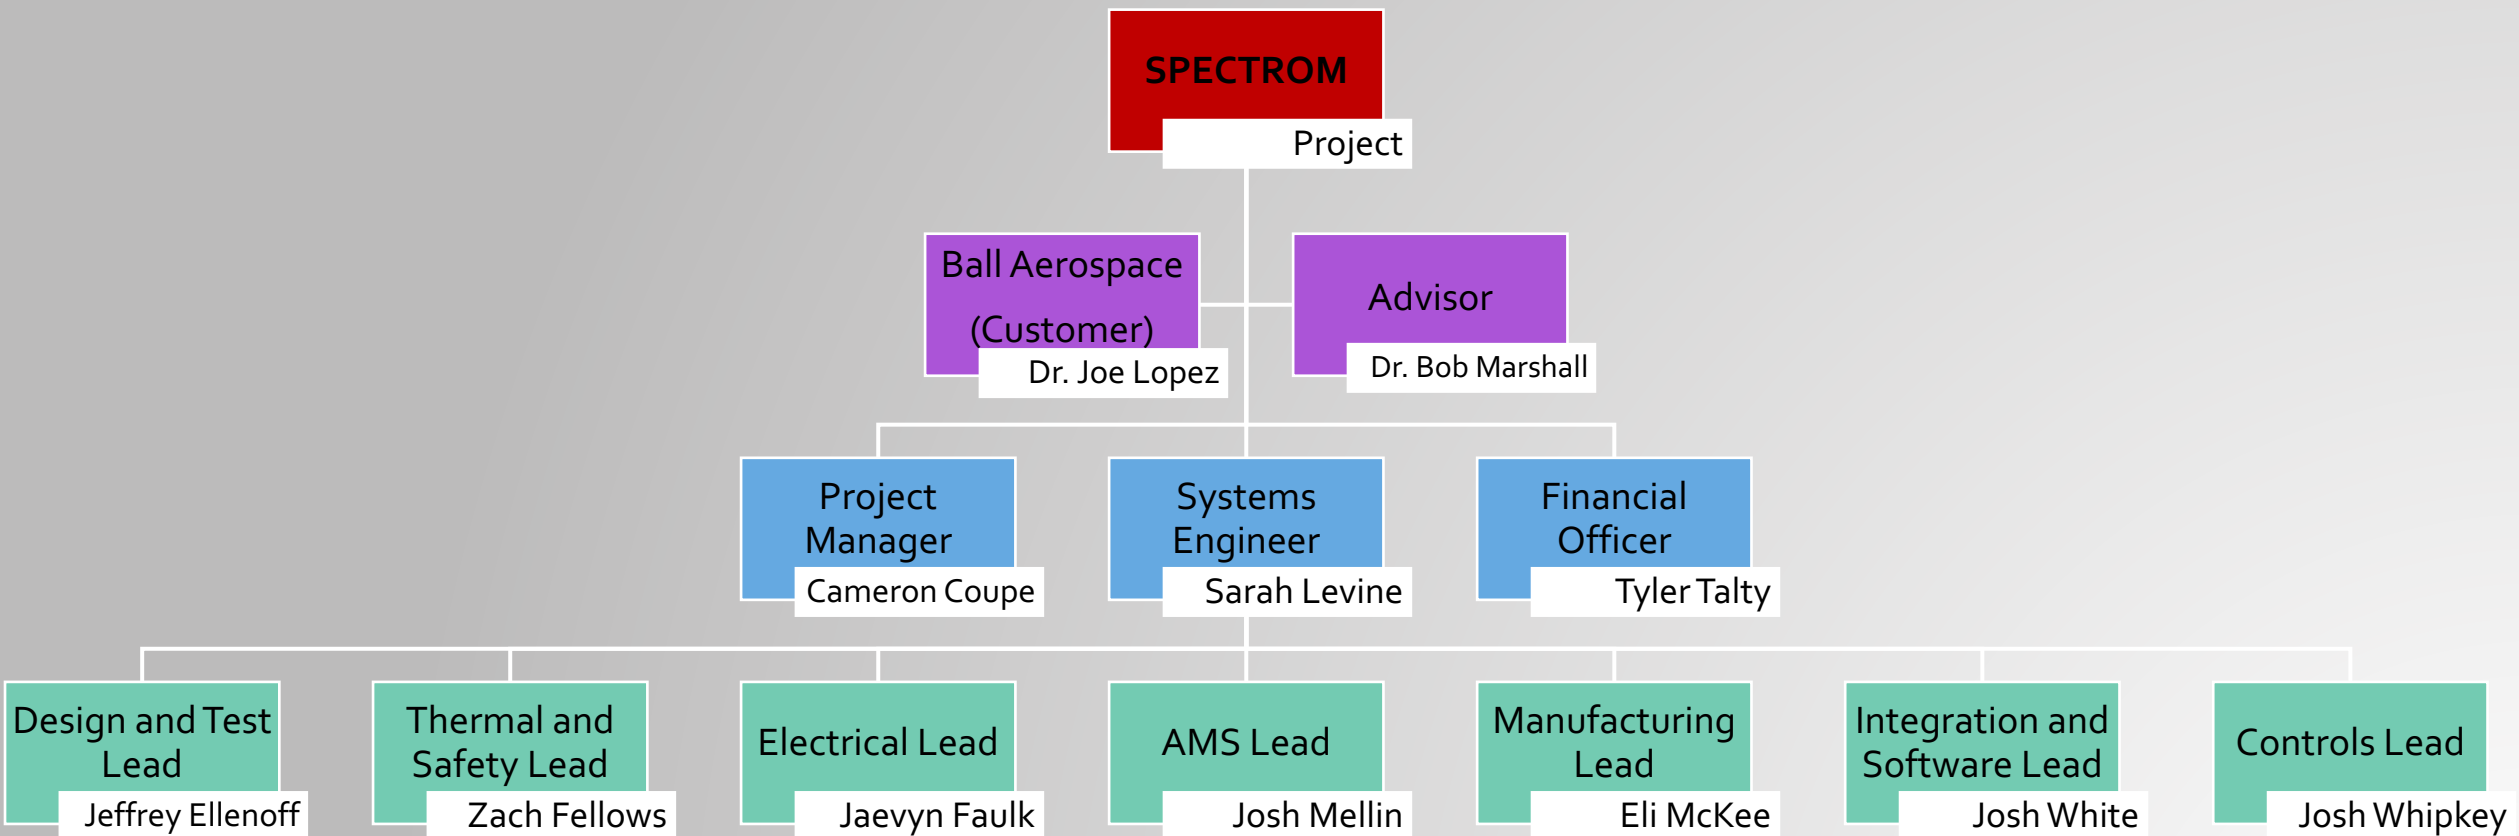 SPECTROM
Project
Ball Aerospace
(Customer)
Dr. Joe Lopez
Advisor
Dr. Bob Marshall
Project
Manager
Cameron Coupe
Systems
Engineer
Sarah Levine
Financial
Officer
Tyler Talty
Design and Test
Lead
Jeffrey Ellenoff
Thermal and
Safety Lead
Zach Fellows
Electrical Lead
Jaevyn Faulk
AMS Lead
Josh Mellin
Manufacturing
Lead
Eli McKee
Integration and
Software Lead
Josh White
Controls Lead
Josh Whipkey